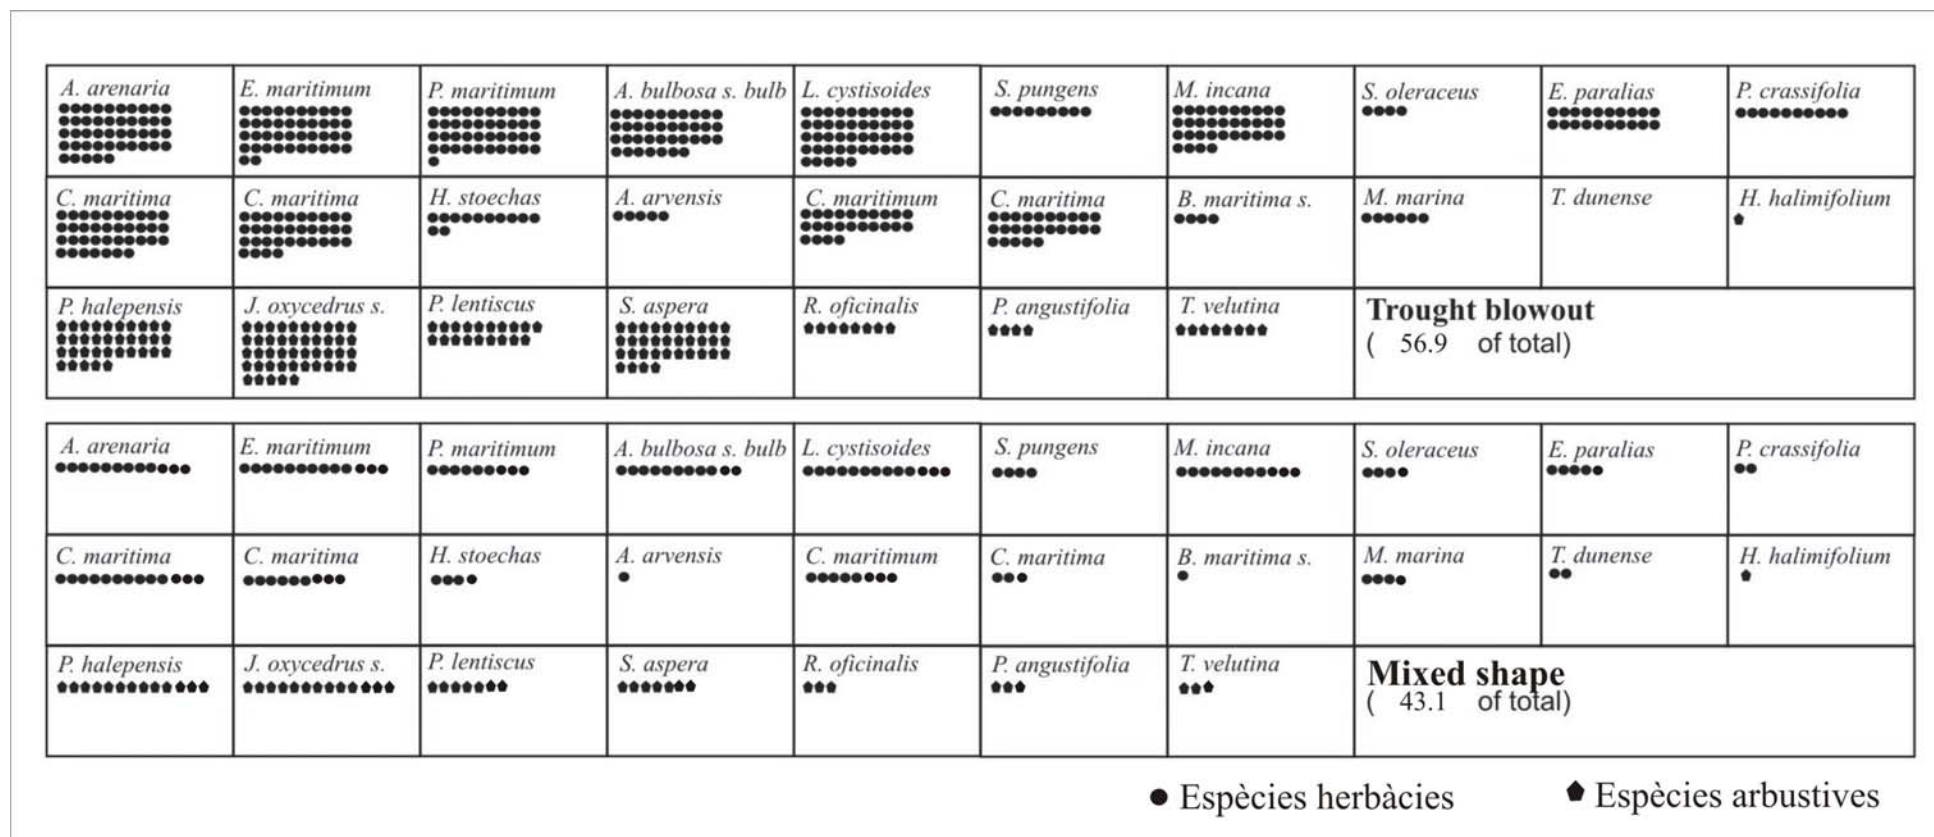 A. arenaria E. maritimum P. maritimum A. bulbosa s. bulb L. cystisoides S. pungens M. incana S. oleraceus E. paralias P. crassifolia
C. maritima C. maritima H. stoechas A. arvensis C. maritimum C. maritima B. maritima s. M. marina T. dunense H. halimifolium
P. halepensis J. oxycedrus s. P. lentiscus S. aspera R. oficinalis P. angustifolia T. velutina Trought blowout
( 56.9 of total)
A. arenaria E. maritimum P. maritimum A. bulbosa s. bulb L. cystisoides S. pungens M. incana S. oleraceus E. paralias P. crassifolia
C. maritima C. maritima H. stoechas A. arvensis C. maritimum C. maritima B. maritima s. M. marina T. dunense H. halimifolium
P. halepensis J. oxycedrus s. P. lentiscus S. aspera R. oficinalis P. angustifolia T. velutina Mixed shape
( 43.1 of total)
Espècies herbàcies Espècies arbustives